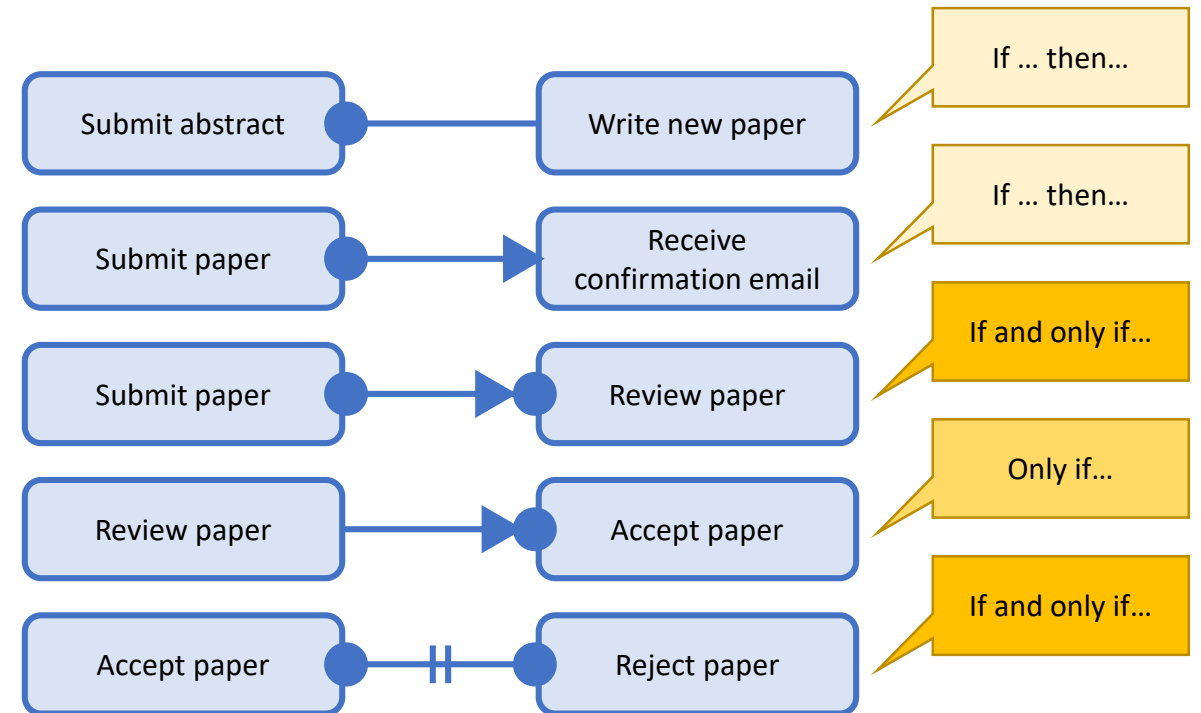 If … then…
Submit abstract
Write new paper
If … then…
Submit paper
Receive
confirmation email
If and only if…
Submit paper
Review paper
Only if…
Review paper
Accept paper
If and only if…
Accept paper
Reject paper